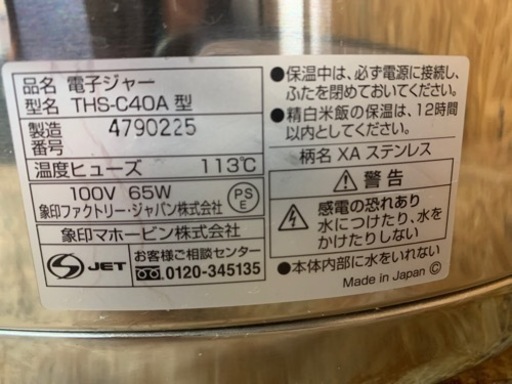 品名 電子ジャー
型名 THS-C40A 型
製造番号 4790225
温度ヒューズ 113℃
100V 65W
PSE
象印ファクトリー・ジャパン株式会社
象印マホービン株式会社
S JET
お客様ご相談センター
0120-345135
●保温中は、必ず電源に接続し、
ふたを閉めておいてください。
●精白米飯の保温は、12時間
以内としてください。
柄名 XA ステンレス
警告
感電の恐れあり
水につけたり、水を
かけたりしない
●本体内部に水をいれない
Made in Japan Ⓒ